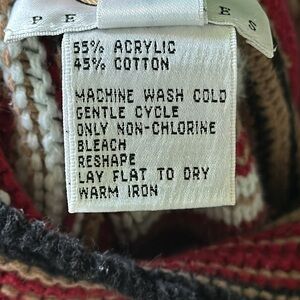 P E E S
55% ACRYLIC
45% COTTON
MACHINE WASH COLD
GENTLE CYCLE
ONLY NON-CHLORINE
BLEACH
RESHAPE
LAY FLAT TO DRY
WARM IRON